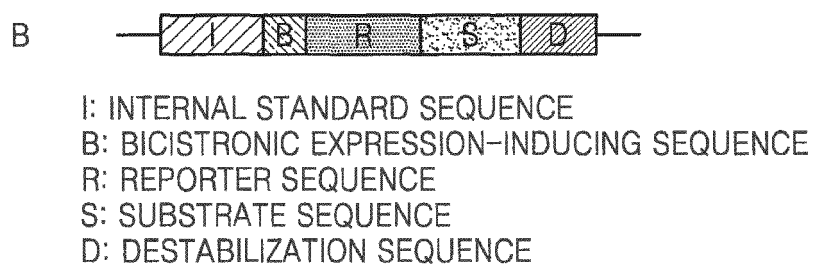 B I B R S D
I: INTERNAL STANDARD SEQUENCE
B: BICISTRONIC EXPRESSION-INDUCING SEQUENCE
R: REPORTER SEQUENCE
S: SUBSTRATE SEQUENCE
D: DESTABILIZATION SEQUENCE